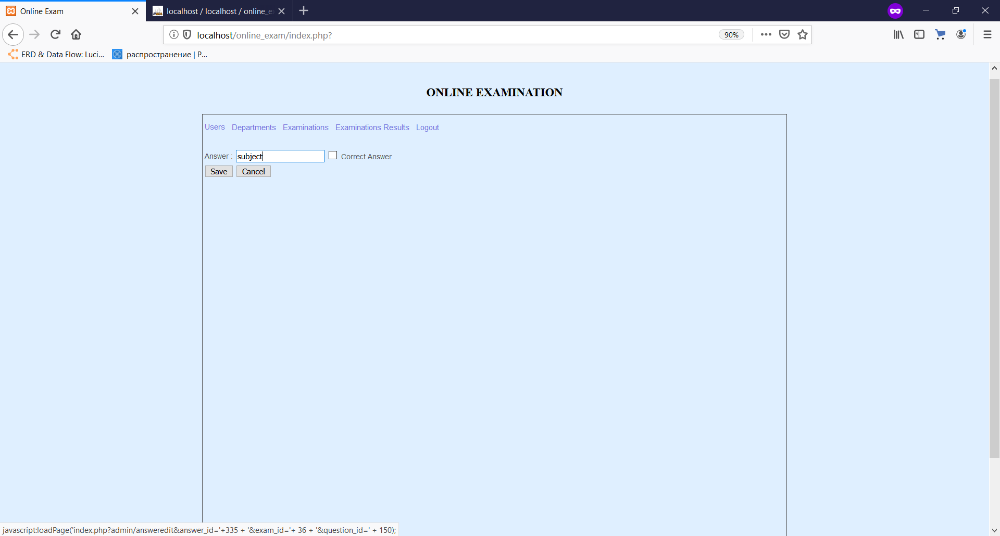 Online Exam
localhost / localhost / online_e
localhost/online_exam/index.php?
90%
ERD & Data Flow: Luci...
распространение | P...
ONLINE EXAMINATION
Users Departments Examinations Examinations Results Logout
Answer : subject Correct Answer
Save Cancel
javascript:loadPage('index.php?admin/answeredit&answer_id='+335 + '&exam_id='+ 36 + '&question_id=' + 150);